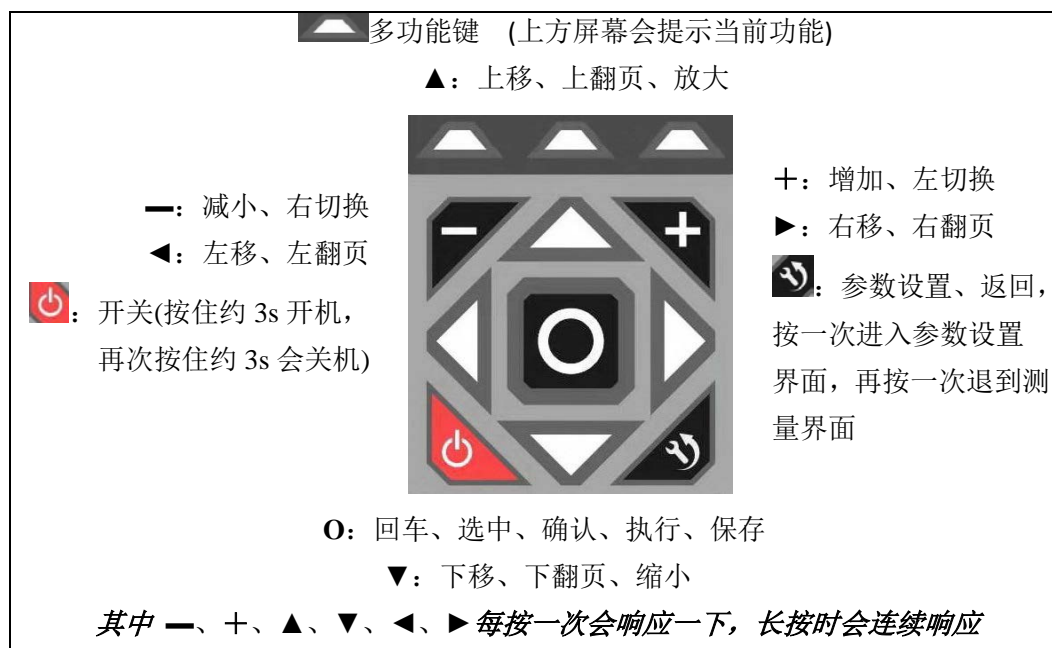 多功能键 (上方屏幕会提示当前功能)
▲：上移、上翻页、放大
━：减小、右切换
◄：左移、左翻页
：开关(按住约 3s 开机，
再次按住约 3s 会关机)
＋：增加、左切换
►：右移、右翻页
：参数设置、返回，
按一次进入参数设置
界面，再按一次退到测
量界面
O：回车、选中、确认、执行、保存
▼：下移、下翻页、缩小
其中 ━、＋、▲、▼、◄、►每按一次会响应一下，长按时会连续响应